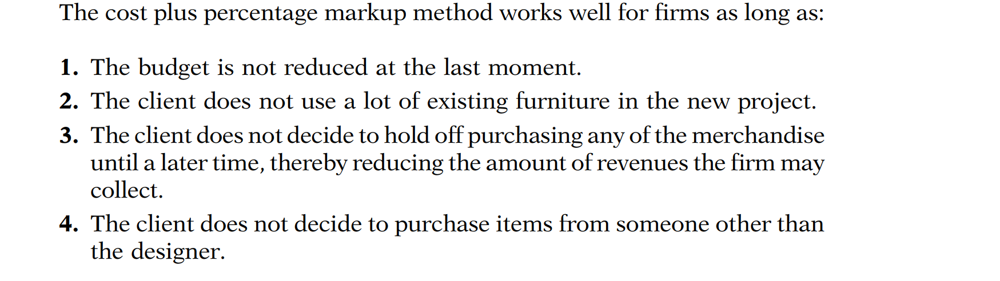 The cost plus percentage markup method works well for firms as long as:
1. The budget is not reduced at the last moment.
2. The client does not use a lot of existing furniture in the new project.
3. The client does not decide to hold off purchasing any of the merchandise
until a later time, thereby reducing the amount of revenues the firm may
collect.
4. The client does not decide to purchase items from someone other than
the designer.